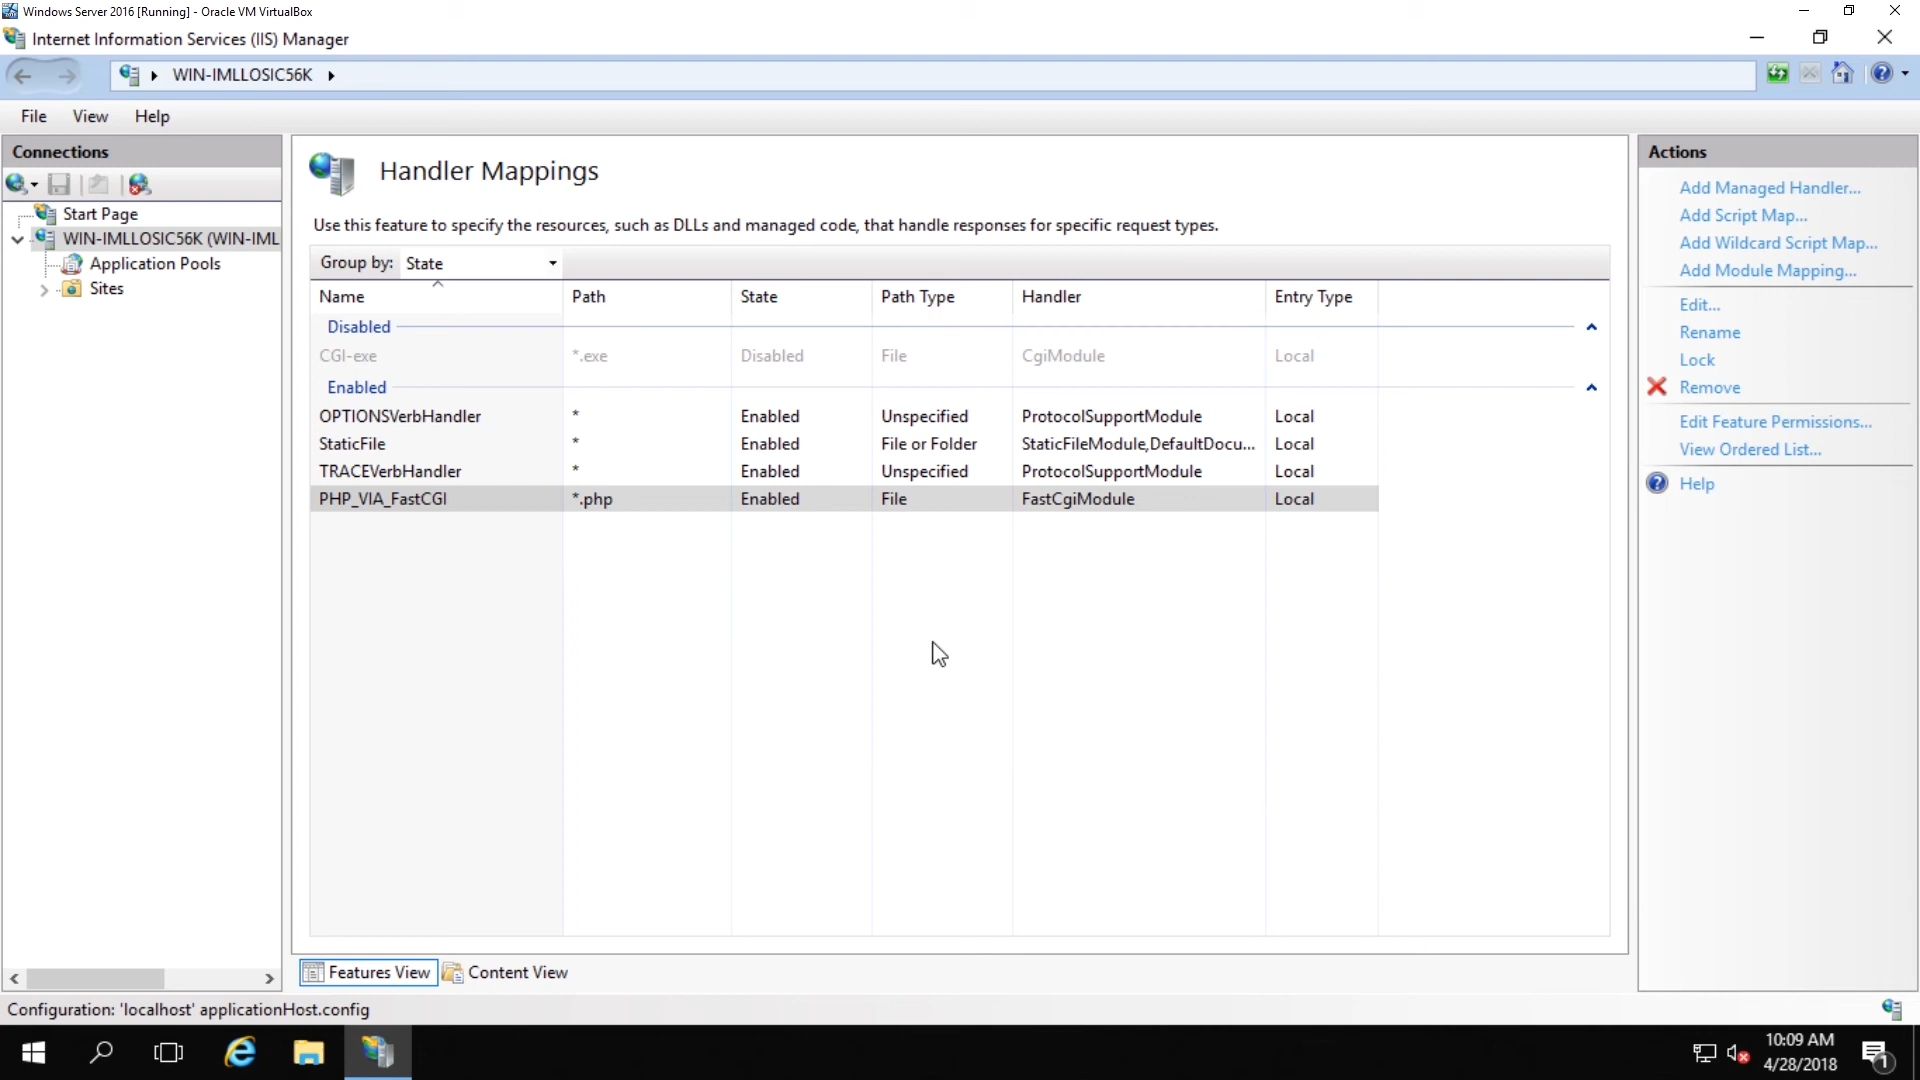 Windows Server 2016 [Running] - Oracle VM VirtualBox
Internet Information Services (IIS) Manager
WIN-IMLLOSIC56K
File View Help
Connections
Start Page
WIN-IMLLOSIC56K (WIN-IML
Application Pools
Sites
Handler Mappings
Use this feature to specify the resources, such as DLLs and managed code, that handle responses for specific request types.
Group by: State
Name Path State Path Type Handler Entry Type
Disabled
CGI-exe *.exe Disabled File CgiModule Local
Enabled
OPTIONSVerbHandler * Enabled Unspecified ProtocolSupportModule Local
StaticFile * Enabled File or Folder StaticFileModule,DefaultDocu... Local
TRACEVerbHandler * Enabled Unspecified ProtocolSupportModule Local
PHP_VIA_FastCGI *.php Enabled File FastCgiModule Local
Features View Content View
Actions
Add Managed Handler...
Add Script Map...
Add Wildcard Script Map...
Add Module Mapping...
Edit...
Rename
Lock
Remove
Edit Feature Permissions...
View Ordered List...
Help
Configuration: 'localhost' applicationHost.config
10:09 AM
4/28/2018
1